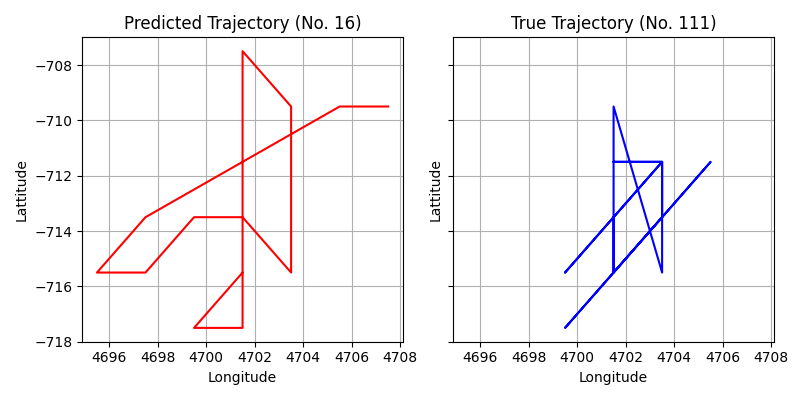 Predicted Trajectory (No. 16)
True Trajectory (No. 111)
−708
−710
−712
−714
−716
−718
Lattitude
Lattitude
4696 4698 4700 4702 4704 4706 4708
4696 4698 4700 4702 4704 4706 4708
Longitude
Longitude